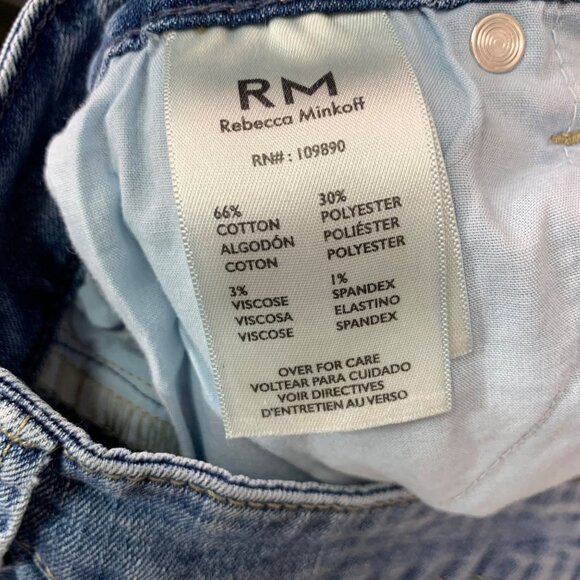 RM
Rebecca Minkoff
RN#: 109890
66%
COTTON
ALGODÓN
COTON
30%
POLYESTER
POLIÉSTER
POLYESTER
3%
VISCOSE
VISCOSA
VISCOSE
1%
SPANDEX
ELASTINO
SPANDEX
OVER FOR CARE
VOLTEAR PARA CUIDADO
VOIR DIRECTIVES
D'ENTRETIEN AU VERSO